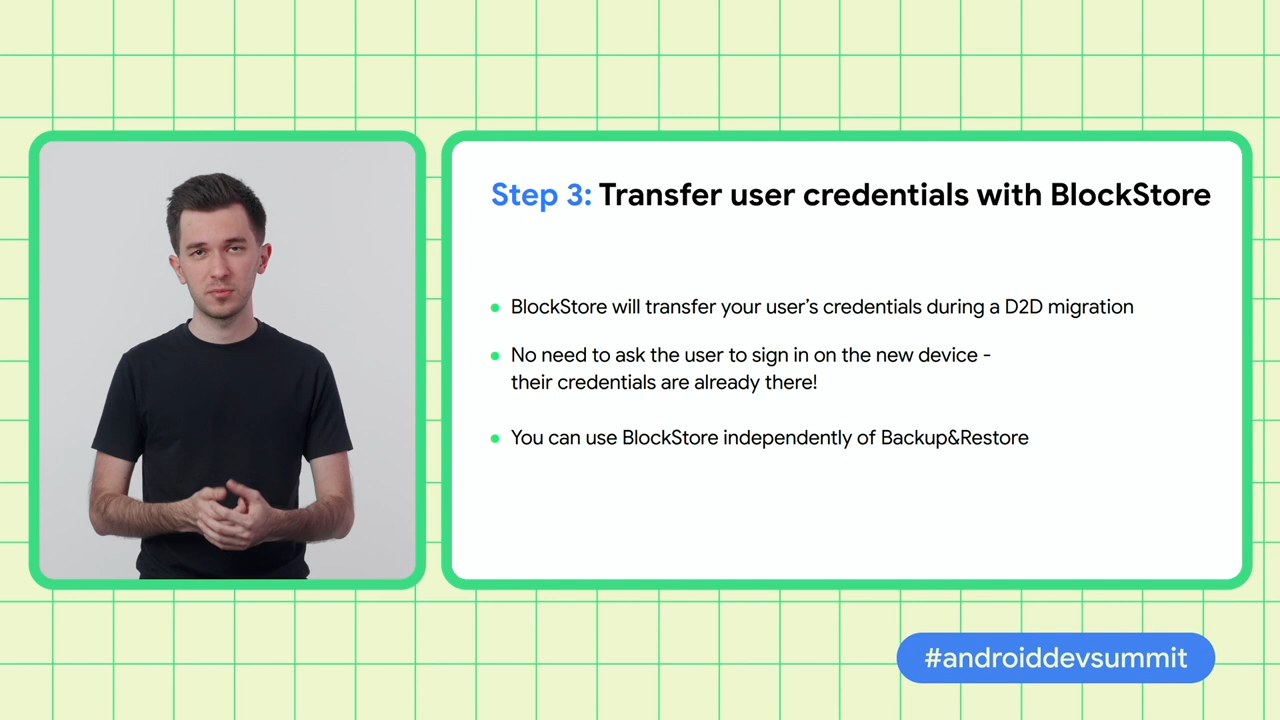 Step 3: Transfer user credentials with BlockStore
BlockStore will transfer your user’s credentials during a D2D migration
No need to ask the user to sign in on the new device -
their credentials are already there!
You can use BlockStore independently of Backup&Restore
#androiddevsummit